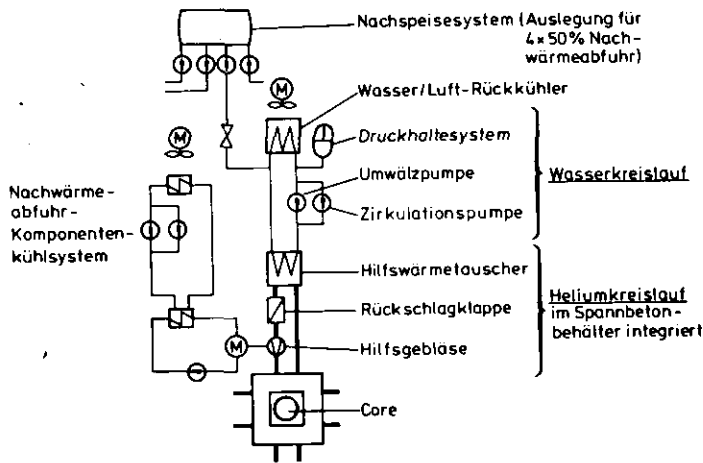 Nachspeisesystem (Auslegung für
4×50% Nach-
wärmeabfuhr)
M
Wasser/Luft-Rückkühler
M
Druckhaltesystem
Umwälzpumpe
Wasserkreislauf
Zirkulationspumpe
Nachwärme-
abfuhr-
Komponenten-
kühlsystem
Hilfswärmetauscher
Rückschlagklappe
Heliumkreislauf
im Spannbeton-
behälter integriert
M
Hilfsgebläse
Core